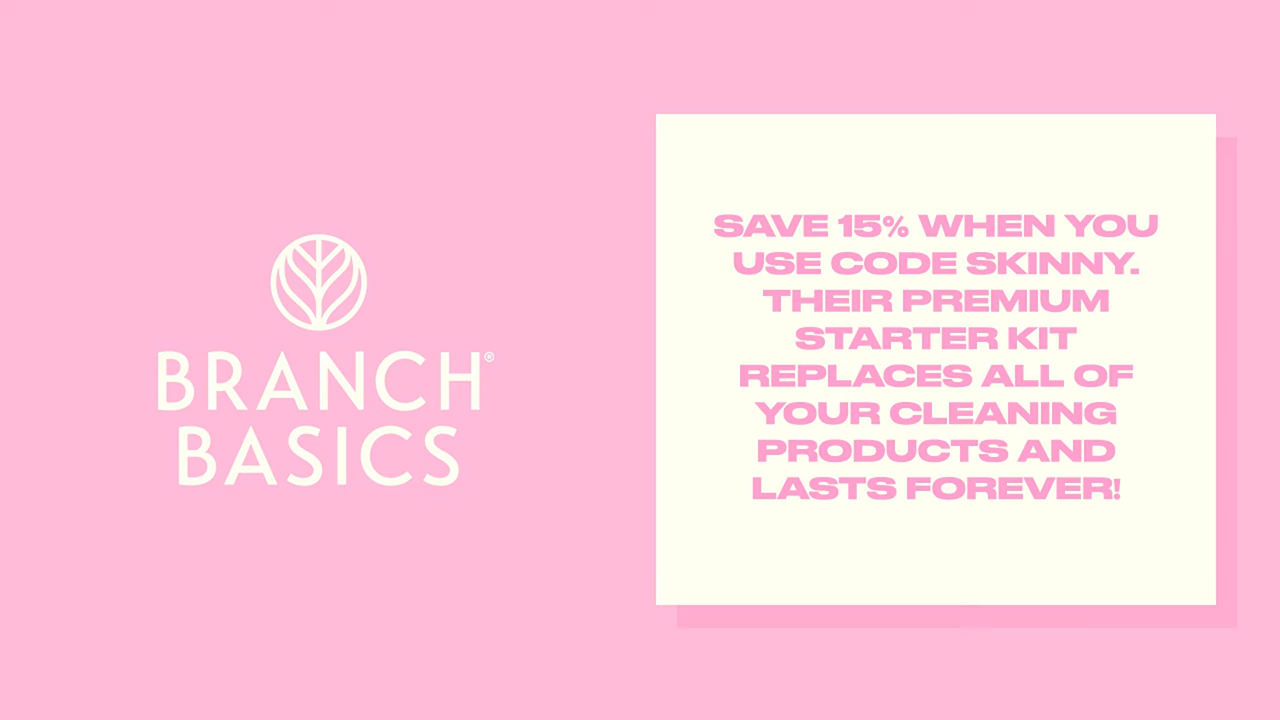 BRANCH®
BASICS
SAVE 15% WHEN YOU
USE CODE SKINNY.
THEIR PREMIUM
STARTER KIT
REPLACES ALL OF
YOUR CLEANING
PRODUCTS AND
LASTS FOREVER!